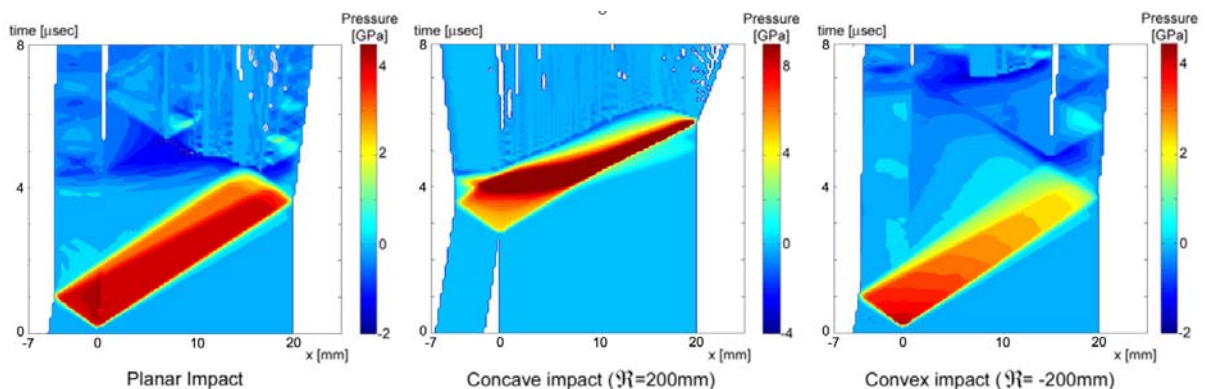 time [μsec]
Pressure
[GPa]
8
4
0
-7
0
10
20
x [mm]
4
2
0
-2
Planar Impact
time [μsec]
Pressure
[GPa]
8
4
0
-7
0
10
20
x [mm]
8
4
0
-4
Concave impact (ℜ=200mm)
time [μsec]
Pressure
[GPa]
8
4
0
-7
0
10
20
x [mm]
4
2
0
-2
Convex impact (ℜ= -200mm)